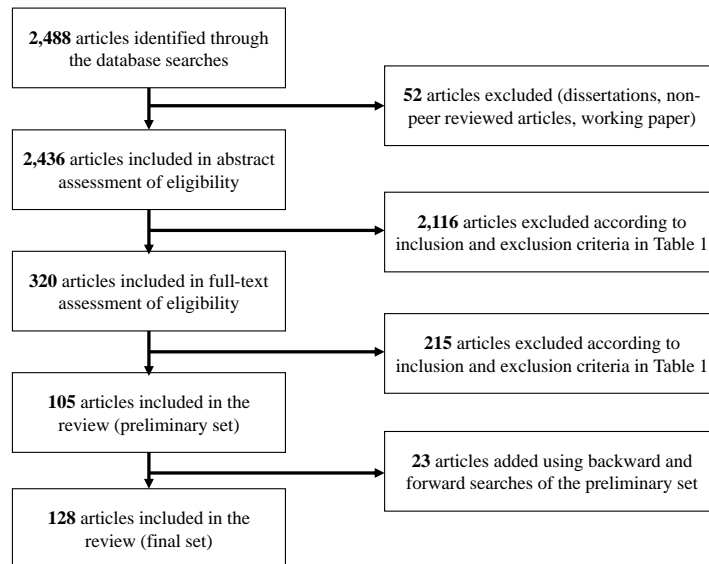 2,488 articles identified through
the database searches
52 articles excluded (dissertations, non-
peer reviewed articles, working paper)
2,436 articles included in abstract
assessment of eligibility
2,116 articles excluded according to
inclusion and exclusion criteria in Table 1
320 articles included in full-text
assessment of eligibility
215 articles excluded according to
inclusion and exclusion criteria in Table 1
105 articles included in the
review (preliminary set)
23 articles added using backward and
forward searches of the preliminary set
128 articles included in the
review (final set)